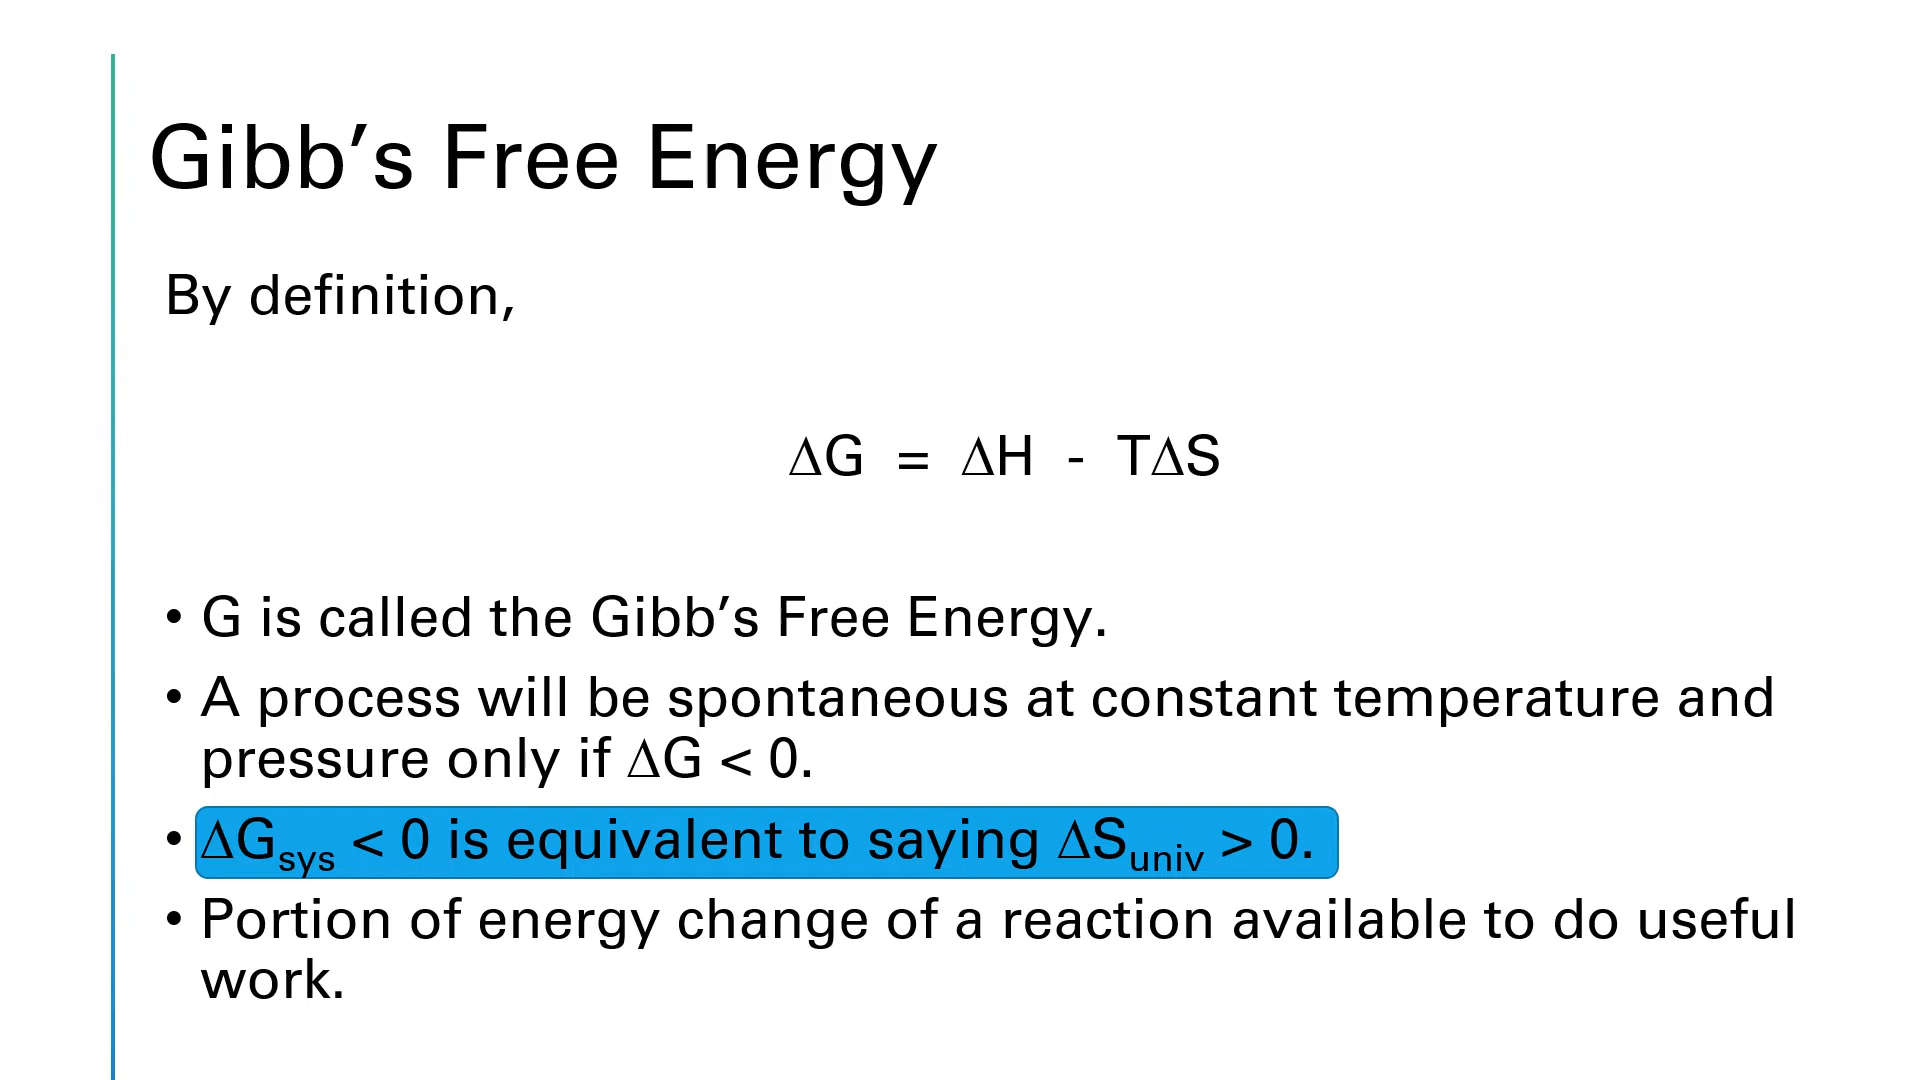 Gibb’s Free Energy
By definition,
ΔG = ΔH - TΔS
• G is called the Gibb’s Free Energy.
• A process will be spontaneous at constant temperature and
pressure only if ΔG < 0.
• ΔGsys < 0 is equivalent to saying ΔSuniv > 0.
• Portion of energy change of a reaction available to do useful
work.